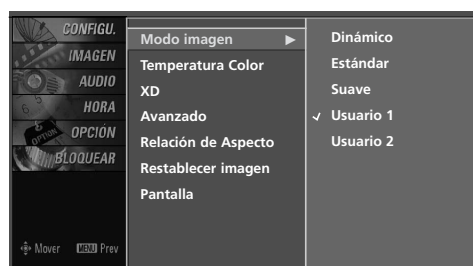 CONFIGU.
IMAGEN
AUDIO
HORA
OPCIÓN
BLOQUEAR
Mover MENU Prev
Modo imagen ►
Temperatura Color
XD
Avanzado
Relación de Aspecto
Restablecer imagen
Pantalla
Dinámico
Estándar
Suave
✓ Usuario 1
Usuario 2